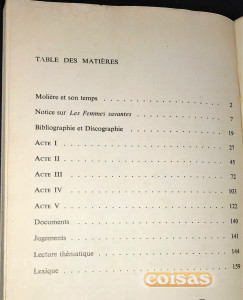 TABLE DES MATIÈRES
Molière et son temps . . . . . . . . . . . . . . 2
Notice sur Les Femmes savantes . . . . . . . . . . 7
Bibliographie et Discographie . . . . . . . . . . 19
ACTE I . . . . . . . . . . . . . . . . . . 27
ACTE II . . . . . . . . . . . . . . . . . . 45
ACTE III . . . . . . . . . . . . . . . . . . 72
ACTE IV . . . . . . . . . . . . . . . . . . 103
ACTE V . . . . . . . . . . . . . . . . . . 122
Documents . . . . . . . . . . . . . . . . . 140
Jugements . . . . . . . . . . . . . . . . . 141
Lecture thématique . . . . . . . . . . . . . . 144
Lexique . . . . . . . . . . . . . . . . . . 159
coisas